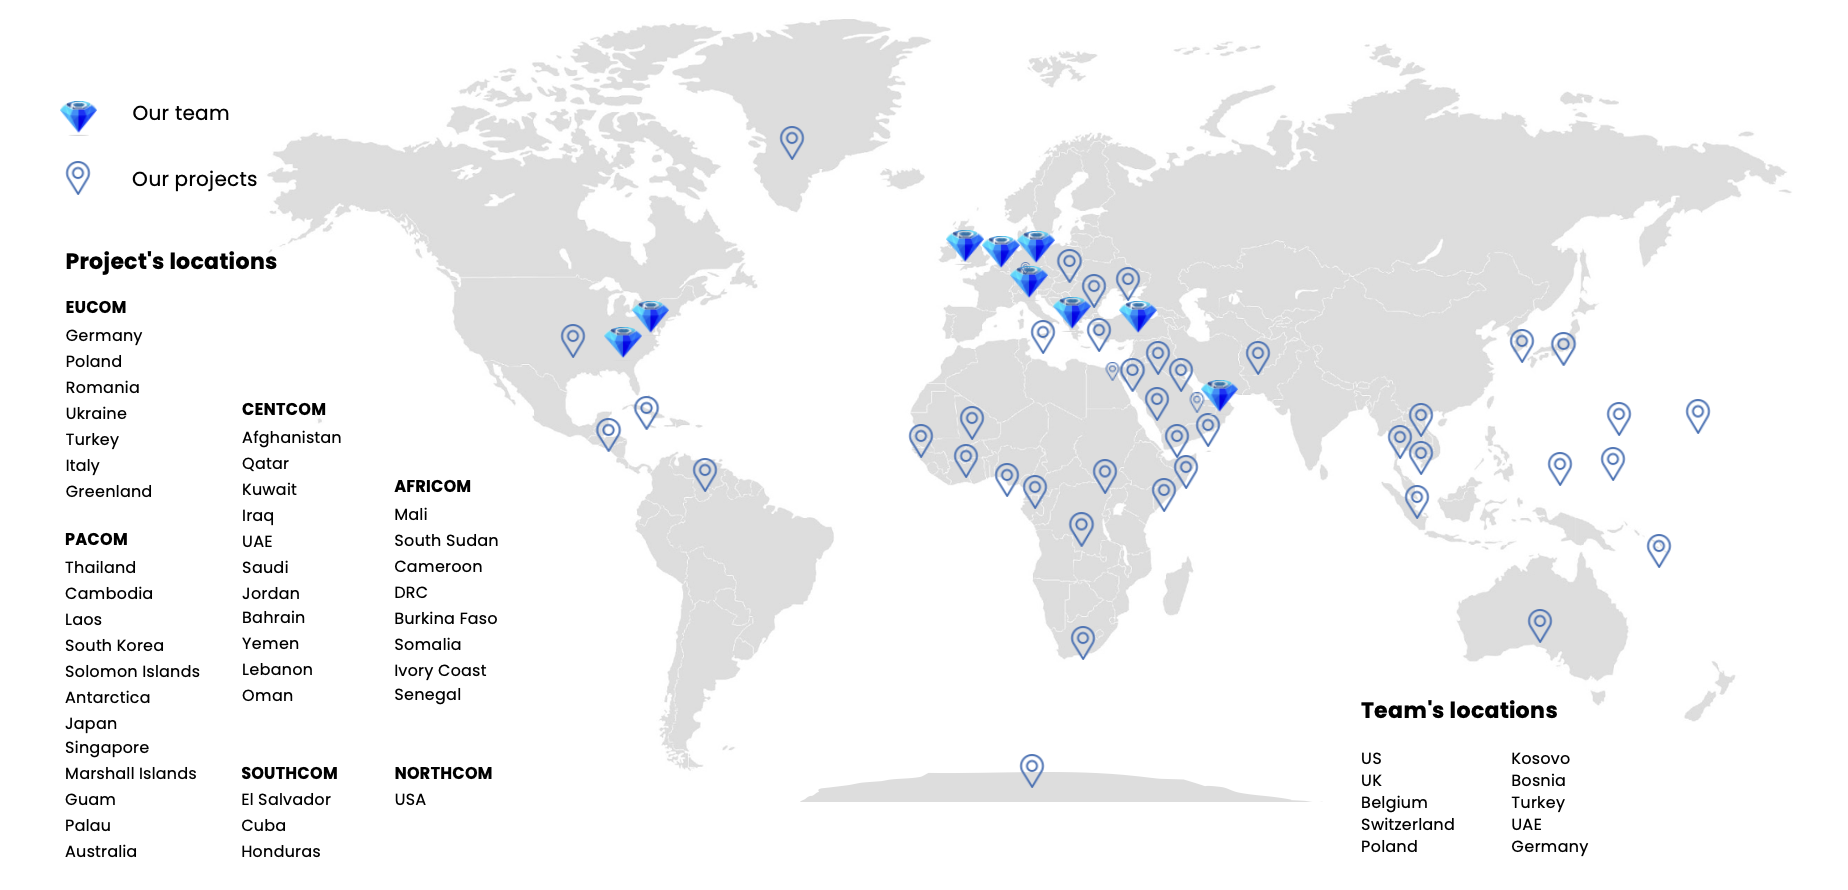 Our team
Our projects
Project's locations
EUCOM
Germany
Poland
Romania
Ukraine
Turkey
Italy
Greenland
PACOM
Thailand
Cambodia
Laos
South Korea
Solomon Islands
Antarctica
Japan
Singapore
Marshall Islands
Guam
Palau
Australia
CENTCOM
Afghanistan
Qatar
Kuwait
Iraq
UAE
Saudi
Jordan
Bahrain
Yemen
Lebanon
Oman
SOUTHCOM
El Salvador
Cuba
Honduras
AFRICOM
Mali
South Sudan
Cameroon
DRC
Burkina Faso
Somalia
Ivory Coast
Senegal
NORTHCOM
USA
Team's locations
US
UK
Belgium
Switzerland
Poland
Kosovo
Bosnia
Turkey
UAE
Germany